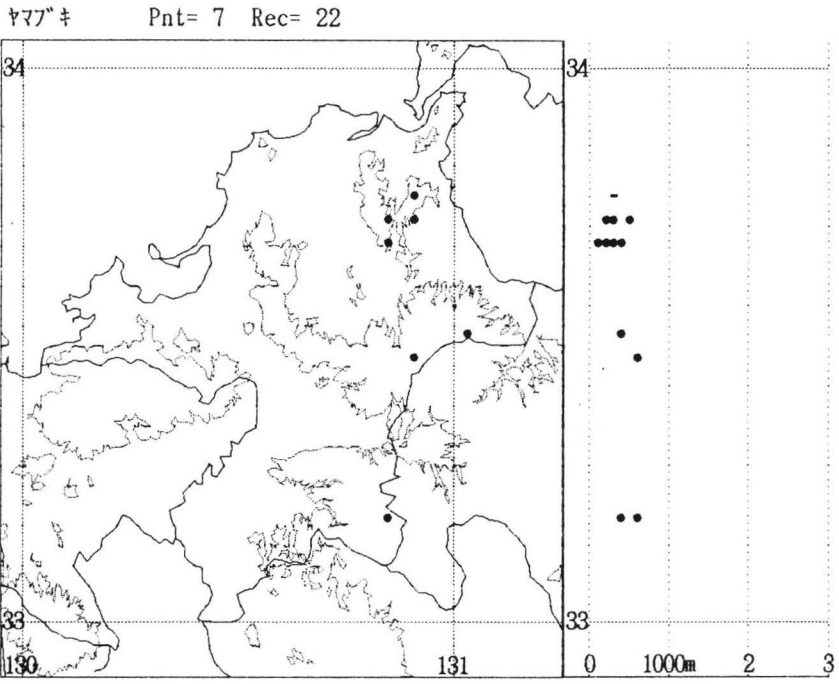 ﾔﾏﾌﾞｷ Pnt= 7 Rec= 22
34 34
33 33
130 131 0 1000m 2 3